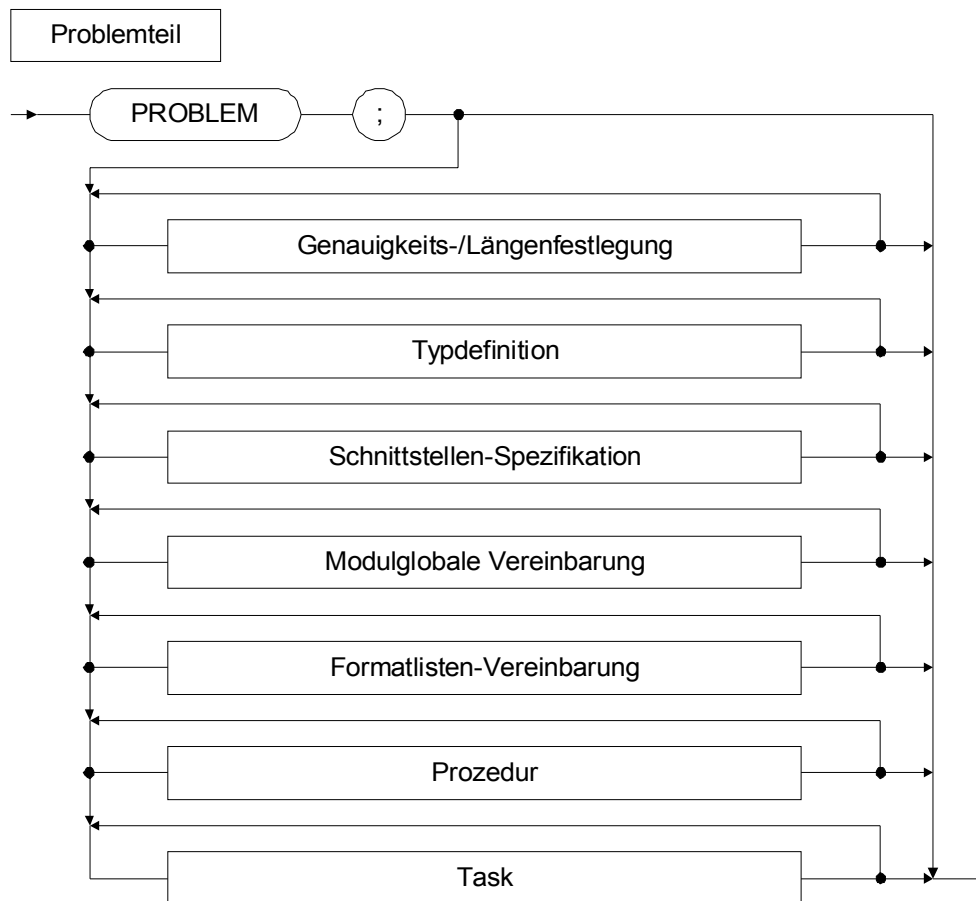 Problemteil
PROBLEM ;
Genauigkeits-/Längenfestlegung
Typdefinition
Schnittstellen-Spezifikation
Modulglobale Vereinbarung
Formatlisten-Vereinbarung
Prozedur
Task